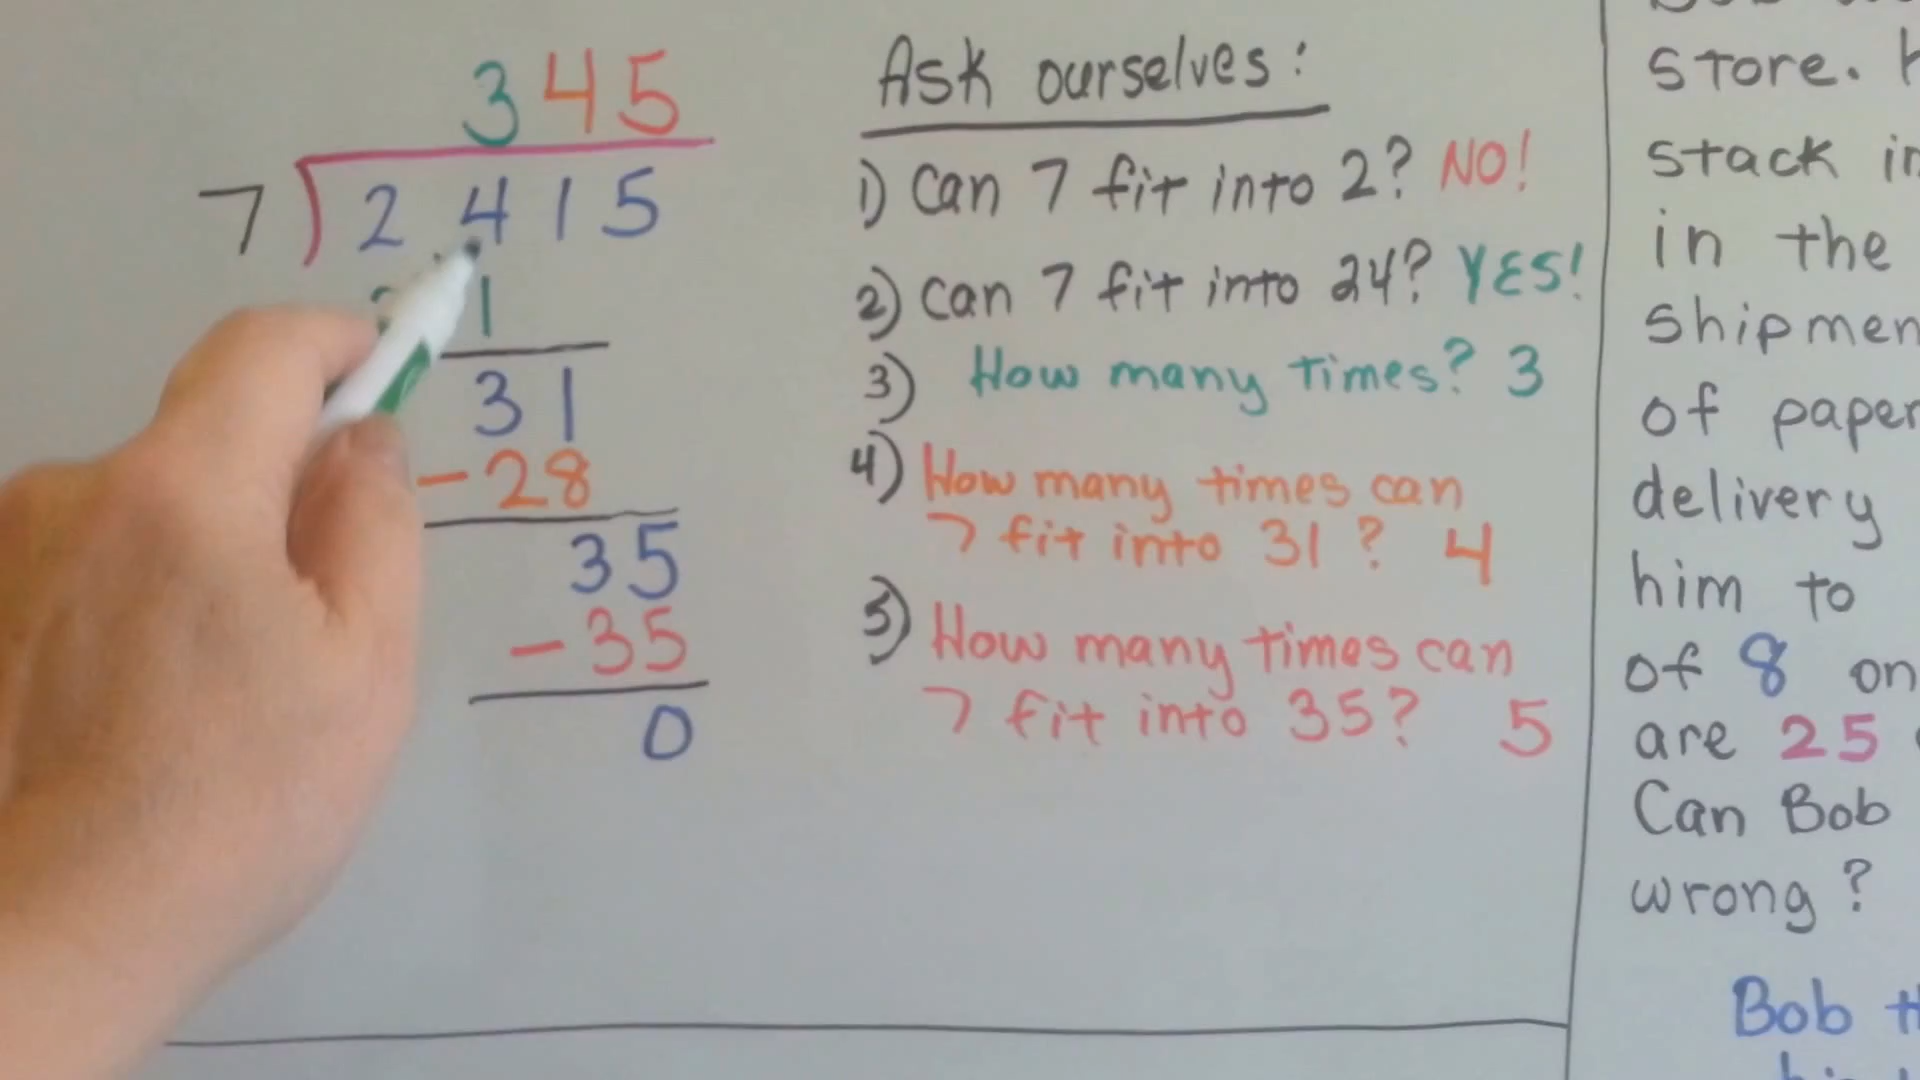 345
7)2415
1
31
-28
35
-35
0
Ask ourselves:
1) Can 7 fit into 2? NO!
2) Can 7 fit into 24? YES!
3) How many times? 3
4) How many times can
7 fit into 31? 4
5) How many times can
7 fit into 35? 5
store.
stack
in the
shipmen
of paper
delivery
him to
of 8 on
are 25
Can Bob
wrong?
Bob